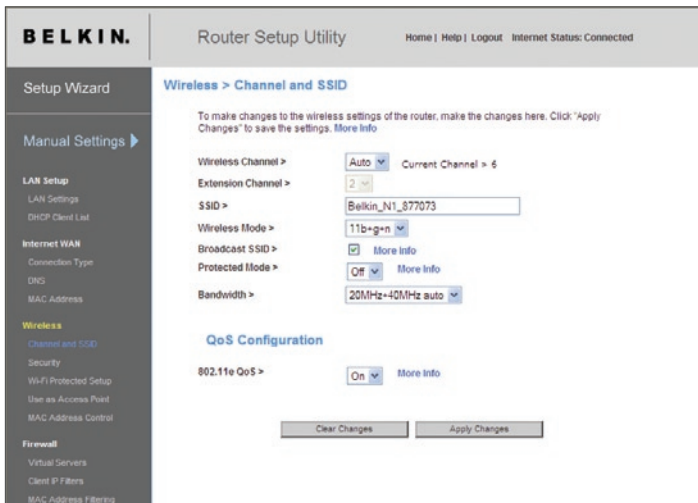 BELKIN.
Router Setup Utility
Home | Help | Logout Internet Status: Connected
Setup Wizard
Manual Settings
LAN Setup
LAN Settings
DHCP Client List
Internet WAN
Connection Type
DNS
MAC Address
Wireless
Channel and SSID
Security
Wi-Fi Protected Setup
Use as Access Point
MAC Address Control
Firewall
Virtual Servers
Client IP Filters
MAC Address Filtering
Wireless > Channel and SSID
To make changes to the wireless settings of the router, make the changes here. Click "Apply
Changes" to save the settings. More Info
Wireless Channel > Auto Current Channel > 6
Extension Channel > 2
SSID > Belkin_N1_877073
Wireless Mode > 11b+g+n
Broadcast SSID > More Info
Protected Mode > Off More Info
Bandwidth > 20MHz+40MHz auto
QoS Configuration
802.11e QoS > On More Info
Clear Changes Apply Changes